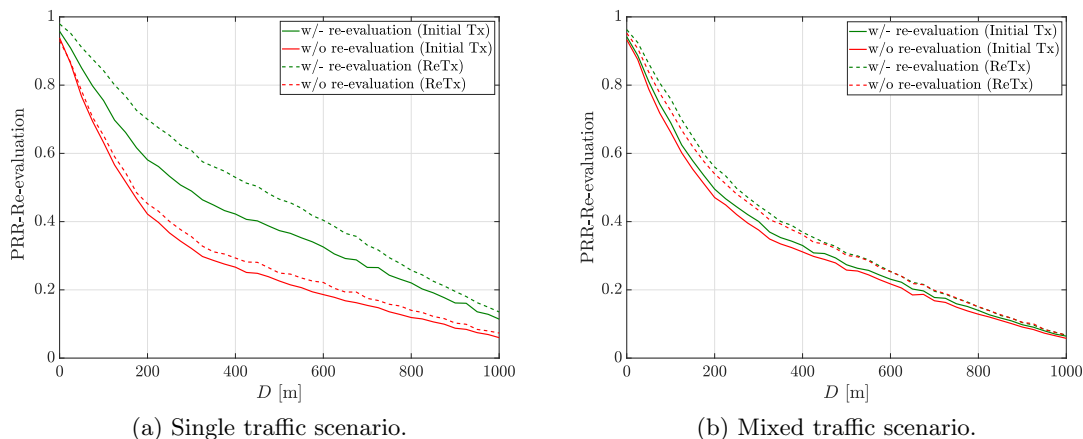 PRR-Re-evaluation
1
0.8
0.6
0.4
0.2
0
0 200 400 600 800 1000
D [m]
w/- re-evaluation (Initial Tx)
w/o re-evaluation (Initial Tx)
w/- re-evaluation (ReTx)
w/o re-evaluation (ReTx)
(a) Single traffic scenario.
PRR-Re-evaluation
1
0.8
0.6
0.4
0.2
0
0 200 400 600 800 1000
D [m]
w/- re-evaluation (Initial Tx)
w/o re-evaluation (Initial Tx)
w/- re-evaluation (ReTx)
w/o re-evaluation (ReTx)
(b) Mixed traffic scenario.